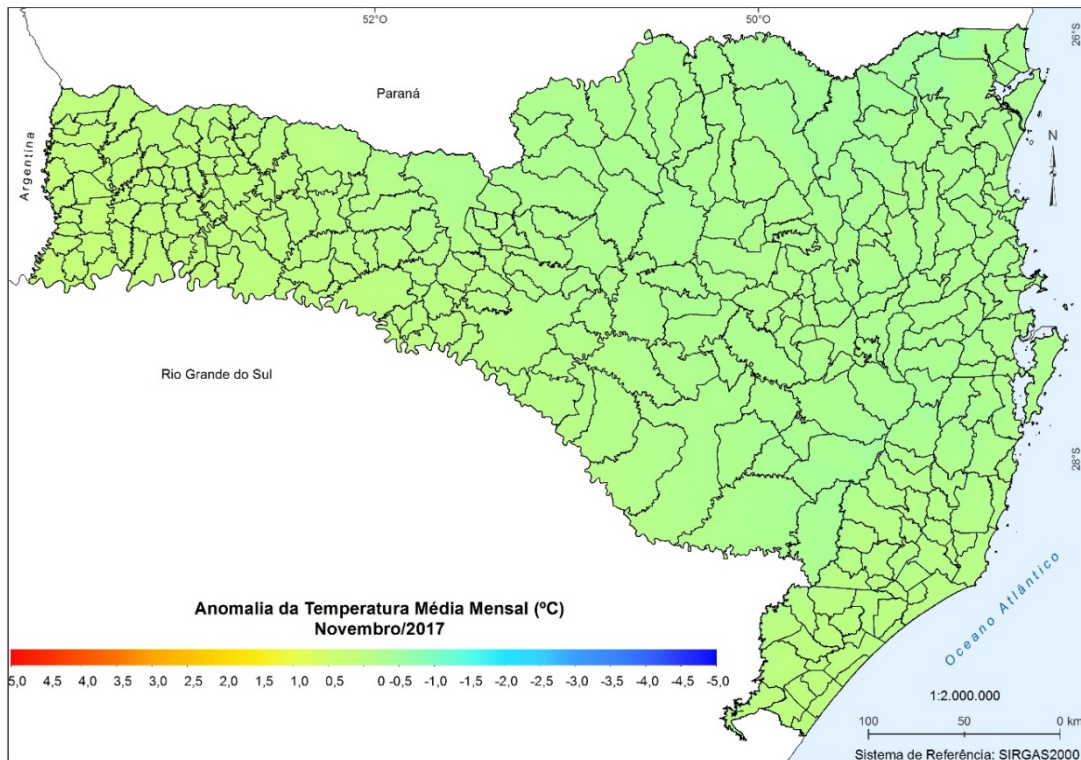 52°O
50°O
26°S
Paraná
Argentina
N
Rio Grande do Sul
28°S
Anomalia da Temperatura Média Mensal (ºC)
Novembro/2017
5,0 4,5 4,0 3,5 3,0 2,5 2,0 1,5 1,0 0,5 0 -0,5 -1,0 -1,5 -2,0 -2,5 -3,0 -3,5 -4,0 -4,5 -5,0
Oceano Atlântico
1:2.000.000
100 50 0 km
Sistema de Referência: SIRGAS2000